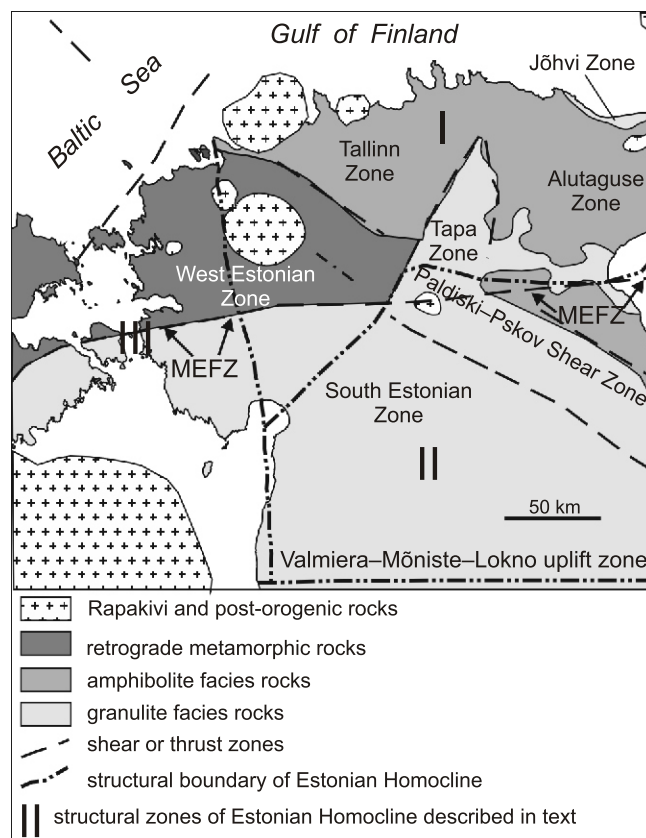 Gulf of Finland
Baltic Sea
Jõhvi Zone
I
Tallinn
Zone
Alutaguse
Zone
Tapa
Zone
West Estonian
Zone
Paldiski–Pskov Shear Zone
MEFZ
III
MEFZ
South Estonian
Zone
II
50 km
Valmiera–Mõniste–Lokno uplift zone
Rapakivi and post-orogenic rocks
retrograde metamorphic rocks
amphibolite facies rocks
granulite facies rocks
shear or thrust zones
structural boundary of Estonian Homocline
II structural zones of Estonian Homocline described in text